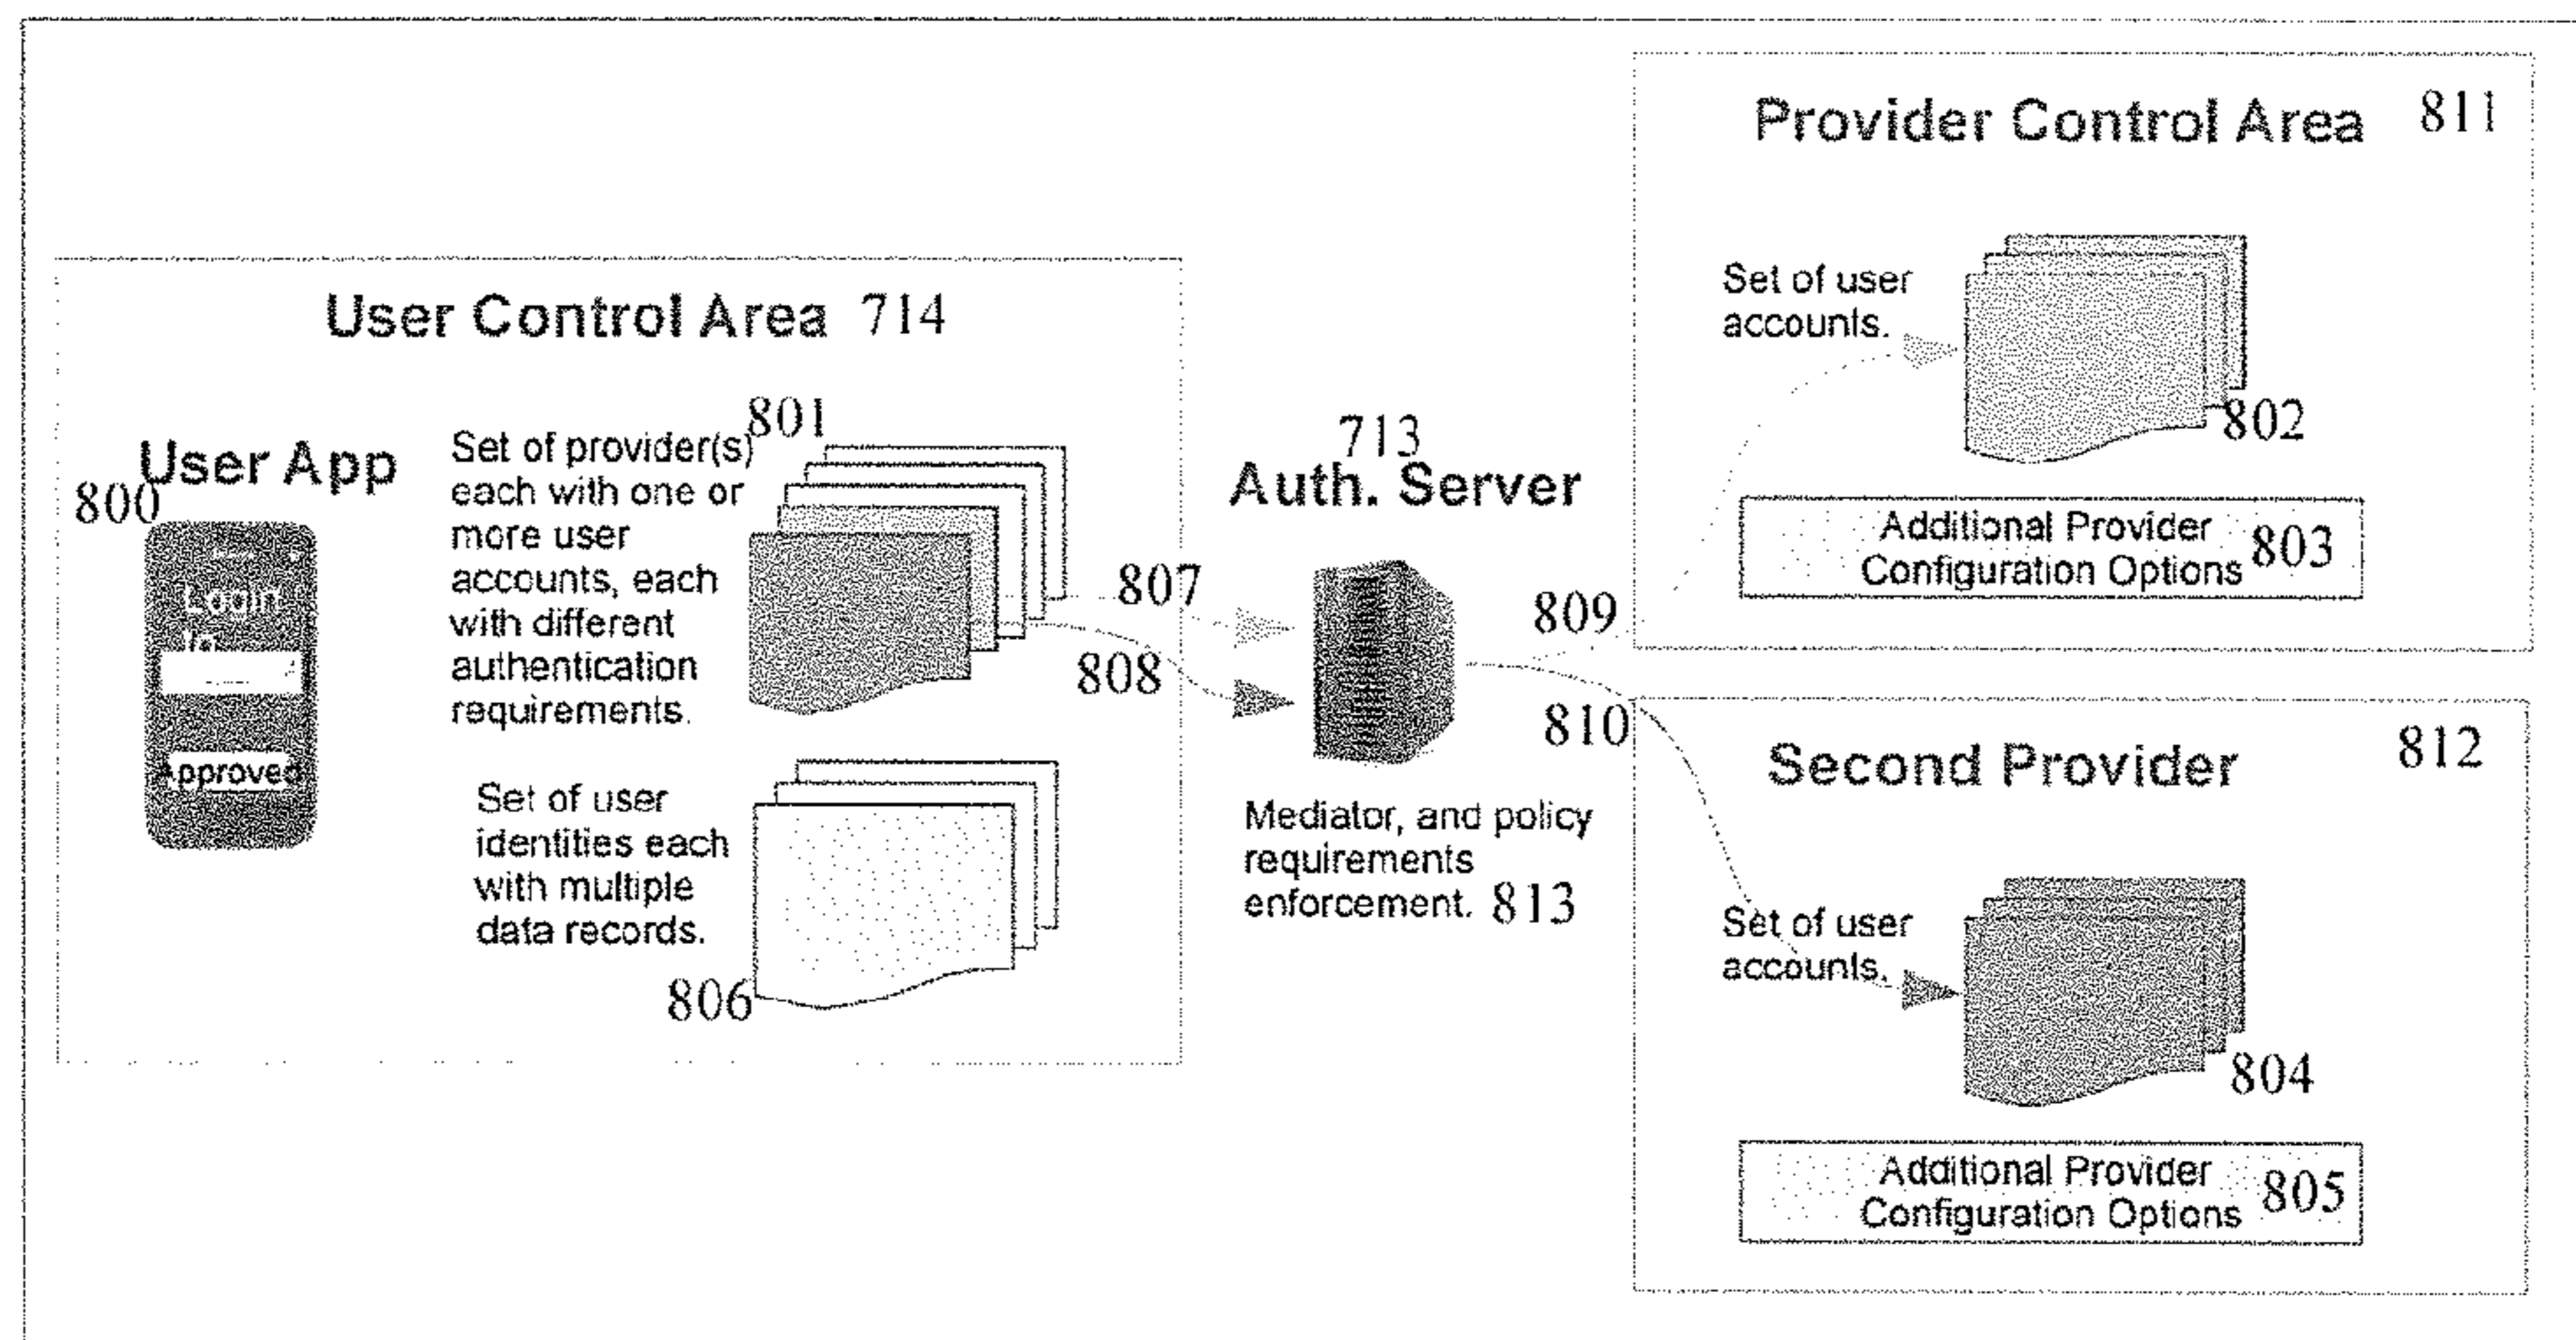 Provider Control Area 811
Set of user
accounts.
802
Additional Provider
Configuration Options 803
User Control Area 714
User App
800
Login
to
Approved
801
Set of provider(s)
each with one or
more user
accounts, each
with different
authentication
requirements.
Set of user
identities each
with multiple
data records.
806
807
808
713
Auth. Server
Mediator, and policy
requirements
enforcement. 813
809
810
Second Provider 812
Set of user
accounts.
804
Additional Provider
Configuration Options 805